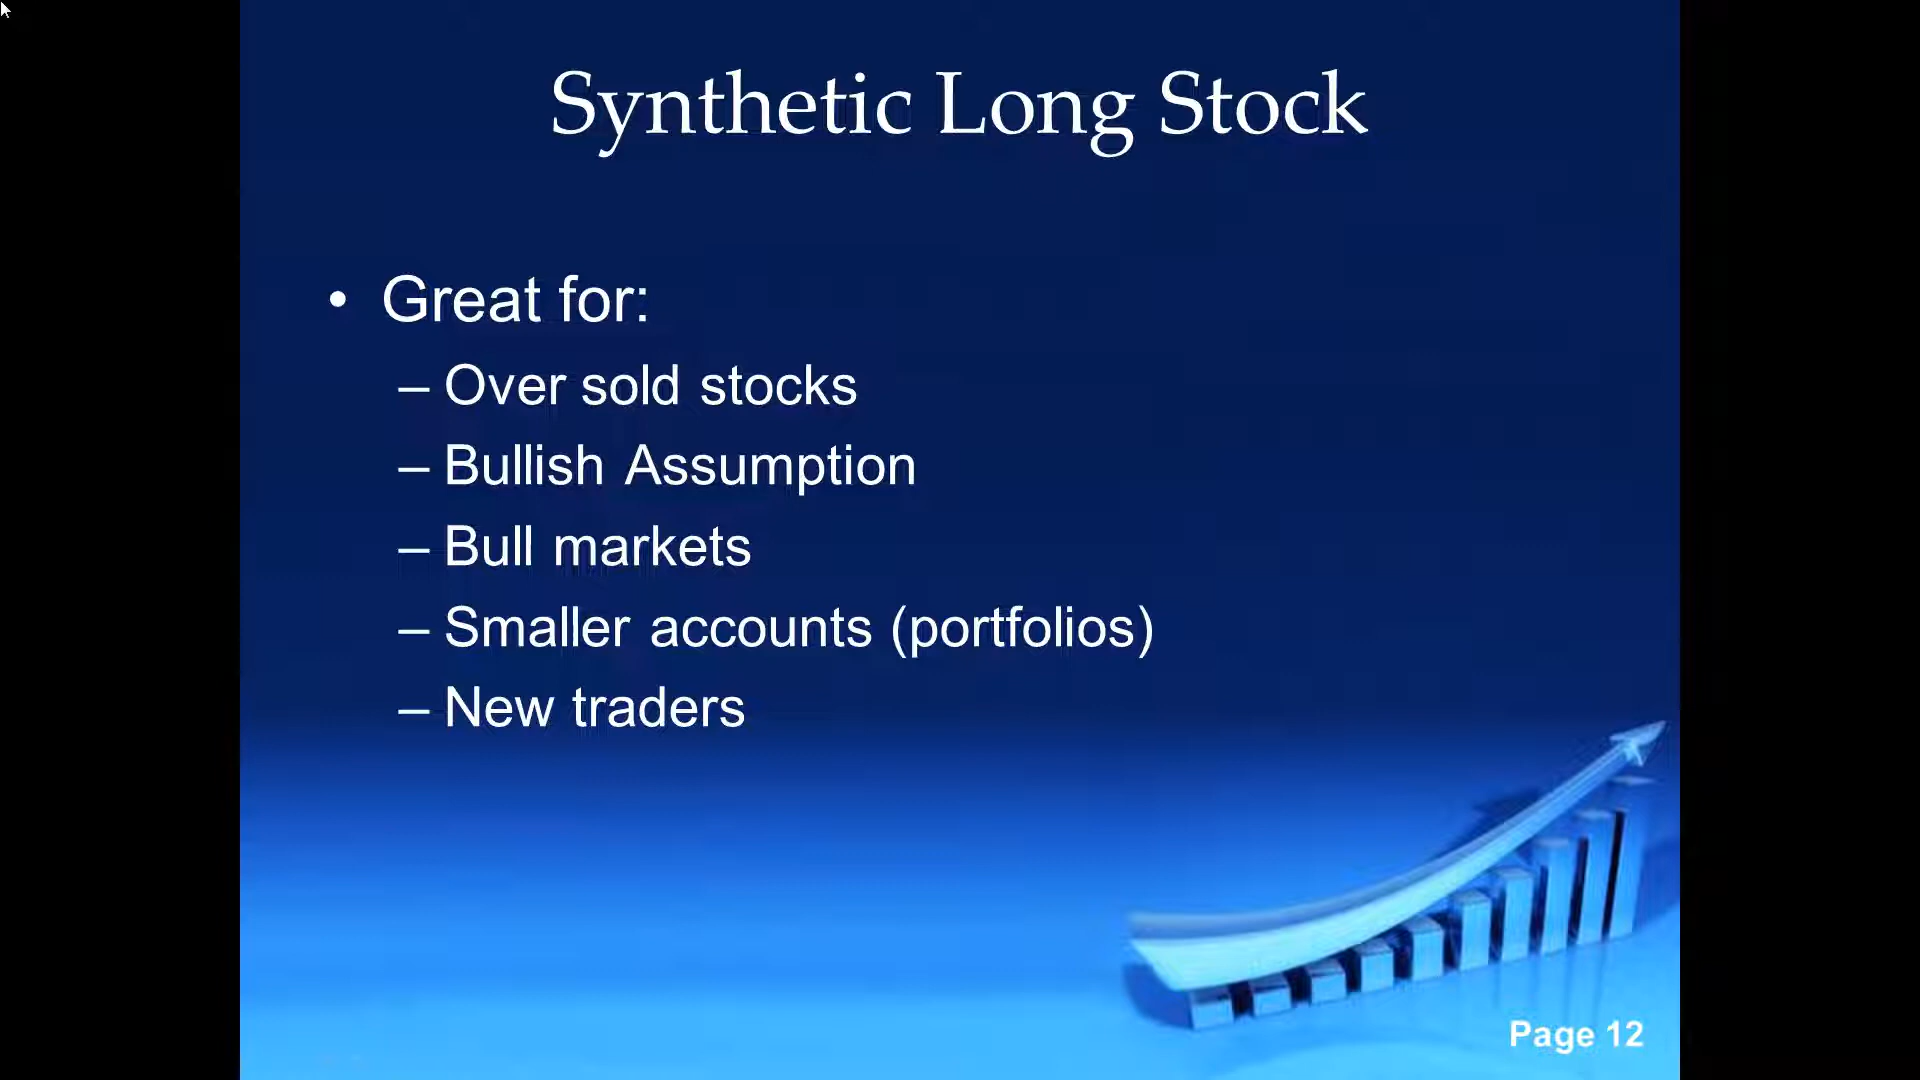 Synthetic Long Stock
• Great for:
– Over sold stocks
– Bullish Assumption
– Bull markets
– Smaller accounts (portfolios)
– New traders
Page 12